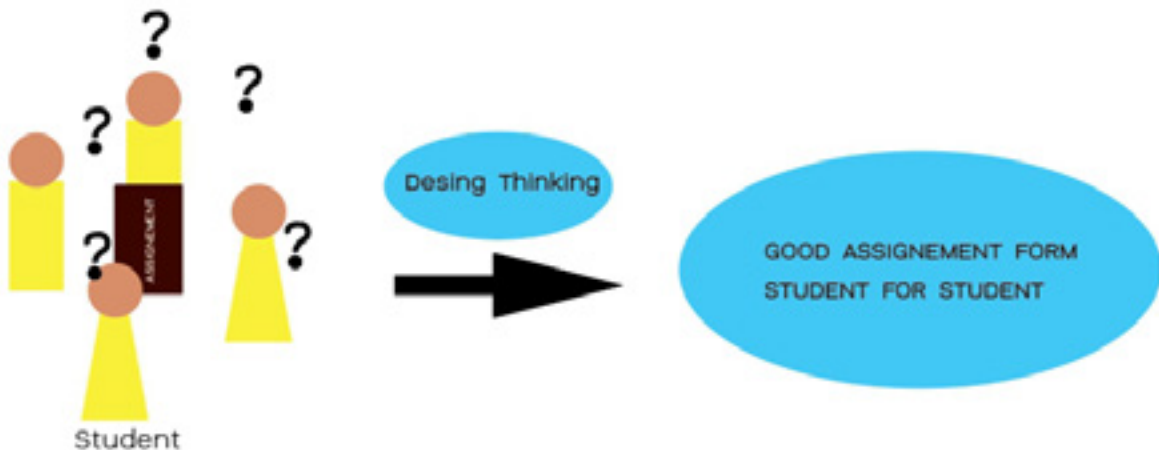 ?
?
?
?
?
ASSIGNEMENT
Student
Desing Thinking
GOOD ASSIGNEMENT FORM
STUDENT FOR STUDENT